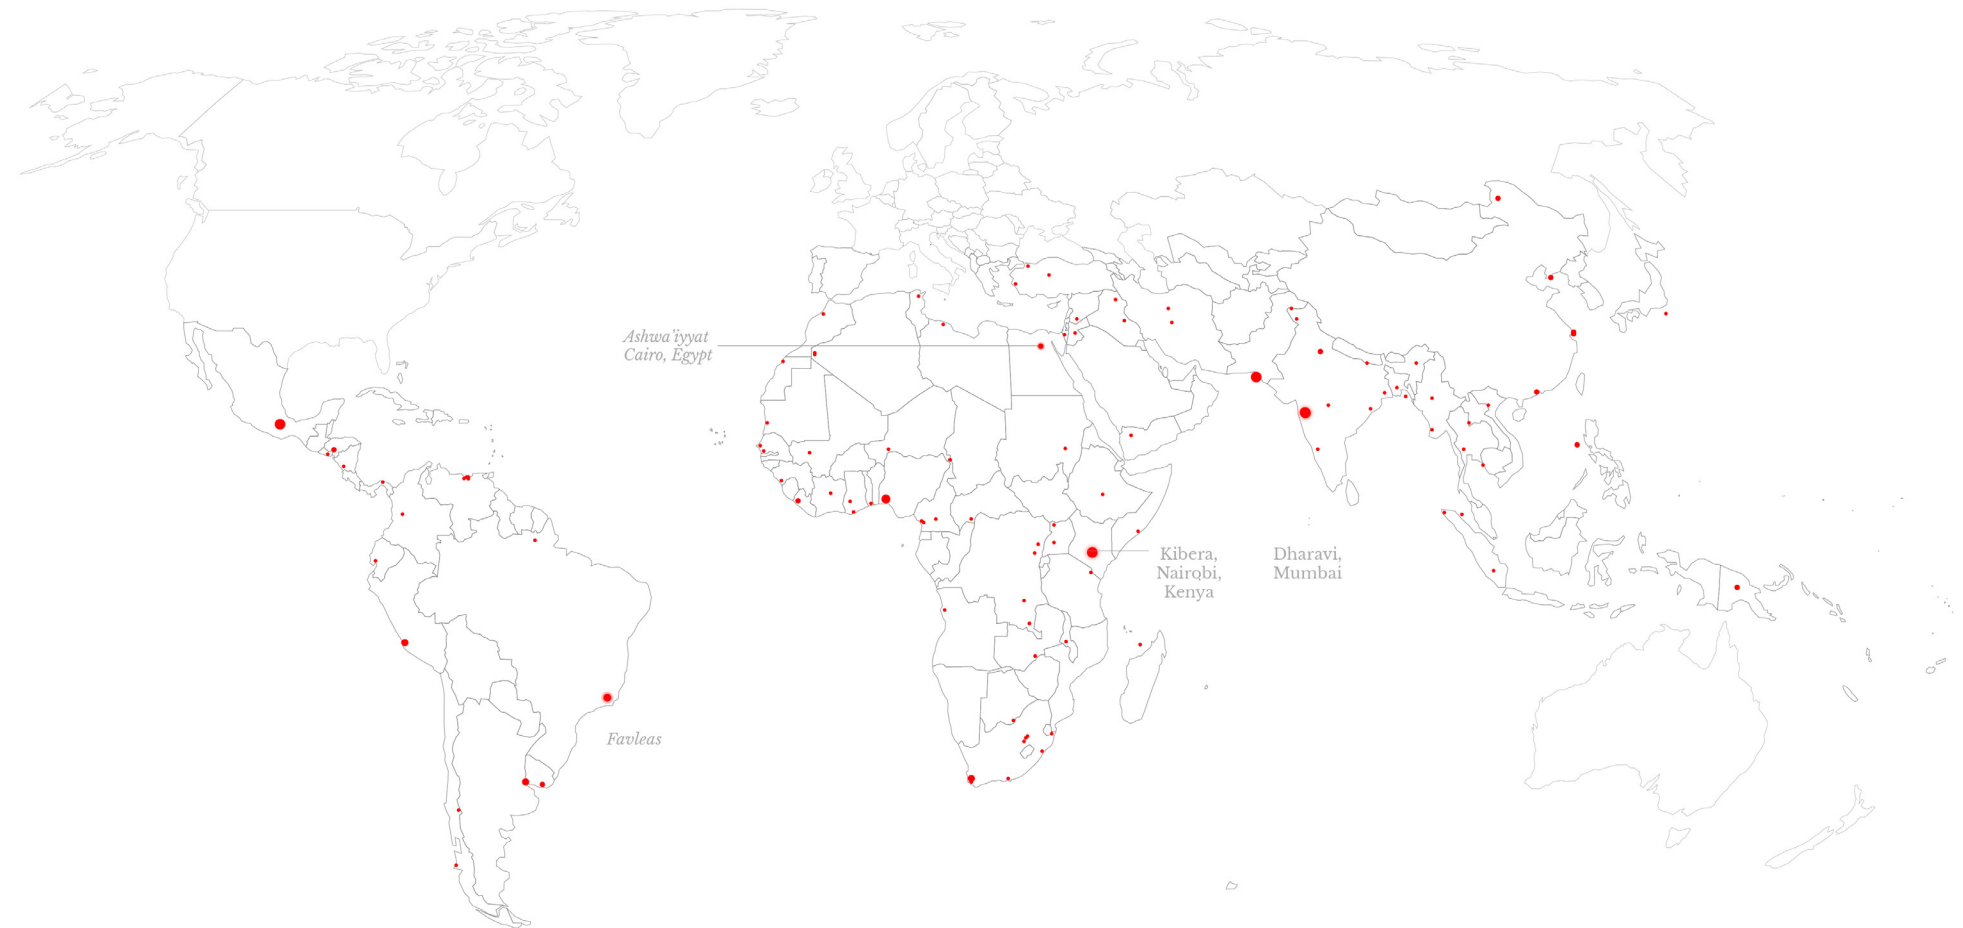 Ashwa'iyyat
Cairo, Egypt
Kibera,
Nairobi,
Kenya
Dharavi,
Mumbai
Favleas